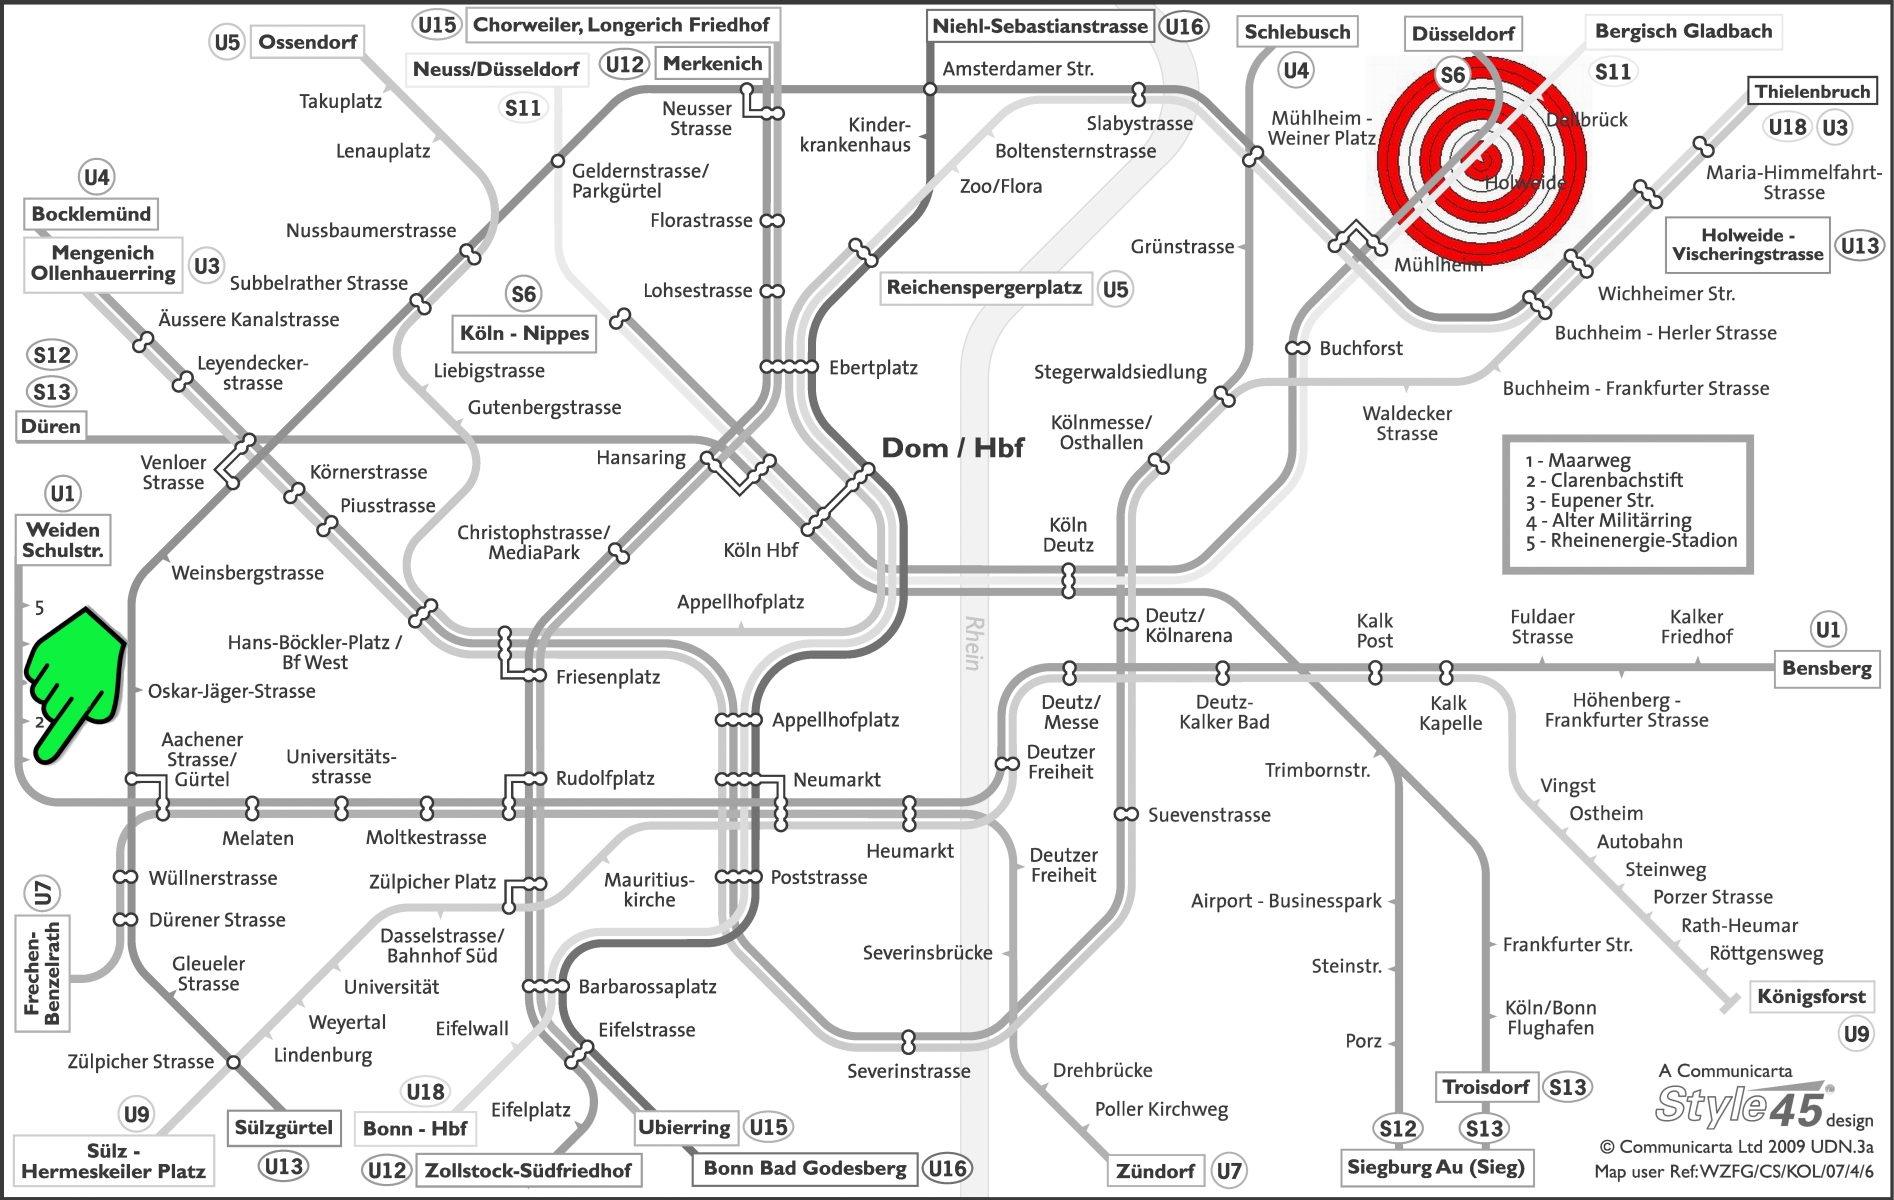 U15
Chorweiler, Longerich Friedhof
Niehl-Sebastianstrasse
U16
Schlebusch
U4
Düsseldorf
S6
Bergisch Gladbach
S11
U5
Ossendorf
Neuss/Düsseldorf
S11
U12
Merkenich
Amsterdamer Str.
Thielenbruch
U18
U3
Takuplatz
Lenauplatz
Neusser
Strasse
Kinder-
krankenhaus
Slabystrasse
Boltensternstrasse
Zoo/Flora
Mühlheim -
Weiner Platz
Dellbrück
Holweide
Mühlheim
Maria-Himmelfahrt-
Strasse
Holweide -
Vischeringstrasse
U13
U4
Bocklemünd
Mengenich
Ollenhauerring
U3
Geldernstrasse/
Parkgürtel
Florastrasse
Nussbaumerstrasse
Subbelrather Strasse
Lohsestrasse
Grünstrasse
Reichenspergerplatz
U5
Wichheimer Str.
Buchheim - Herler Strasse
Äussere Kanalstrasse
Leyendecker-
strasse
S6
Köln - Nippes
Buchforst
S12
S13
Düren
Liebigstrasse
Gutenbergstrasse
Ebertplatz
Stegerwaldsiedlung
Kölnmesse/
Osthallen
Buchheim - Frankfurter Strasse
Waldecker
Strasse
Venloer
Strasse
Körnerstrasse
Piusstrasse
Hansaring
Dom / Hbf
1 - Maarweg
2 - Clarenbachstift
3 - Eupener Str.
4 - Alter Militärring
5 - Rheinenergie-Stadion
U1
Weiden
Schulstr.
Christophstrasse/
MediaPark
Köln Hbf
Köln
Deutz
Weinsbergstrasse
5
2
Appellhofplatz
Hans-Böckler-Platz /
Bf West
Rhein
Deutz/
Kölnarena
Kalk
Post
Fuldaer
Strasse
Kalker
Friedhof
U1
Bensberg
Oskar-Jäger-Strasse
Friesenplatz
Appellhofplatz
Deutz/
Messe
Deutz-
Kalker Bad
Kalk
Kapelle
Höhenberg -
Frankfurter Strasse
Aachener
Strasse/
Gürtel
Universitäts-
strasse
Rudolfplatz
Neumarkt
Deutzer
Freiheit
Trimbornstr.
Vingst
Ostheim
Autobahn
Steinweg
Porzer Strasse
Rath-Heumar
Röttgensweg
Melaten
Moltkestrasse
Heumarkt
Suevenstrasse
U7
Frechen-
Benzelrath
Wüllnerstrasse
Dürener Strasse
Zülpicher Platz
Mauritius-
kirche
Poststrasse
Deutzer
Freiheit
Airport - Businesspark
Gleueler
Strasse
Dasselstrasse/
Bahnhof Süd
Universität
Weyertal
Lindenburg
Severinsbrücke
Steinstr.
Frankfurter Str.
Königsforst
U9
Barbarossaplatz
Eifelwall
Eifelstrasse
Köln/Bonn
Flughafen
Porz
Zülpicher Strasse
Severinstrasse
Drehbrücke
Poller Kirchweg
A Communicarta
Style 45 design
© Communicarta Ltd 2009 UDN.3a
Map user Ref:WZFG/CS/KOL/07/4/6
U9
Sülz -
Hermeskeiler Platz
Sülzgürtel
U13
U18
Bonn - Hbf
Eifelplatz
U12
Zollstock-Südfriedhof
Ubierring
U15
Bonn Bad Godesberg
U16
Zündorf
U7
Troisdorf
S13
S12
S13
Siegburg Au (Sieg)